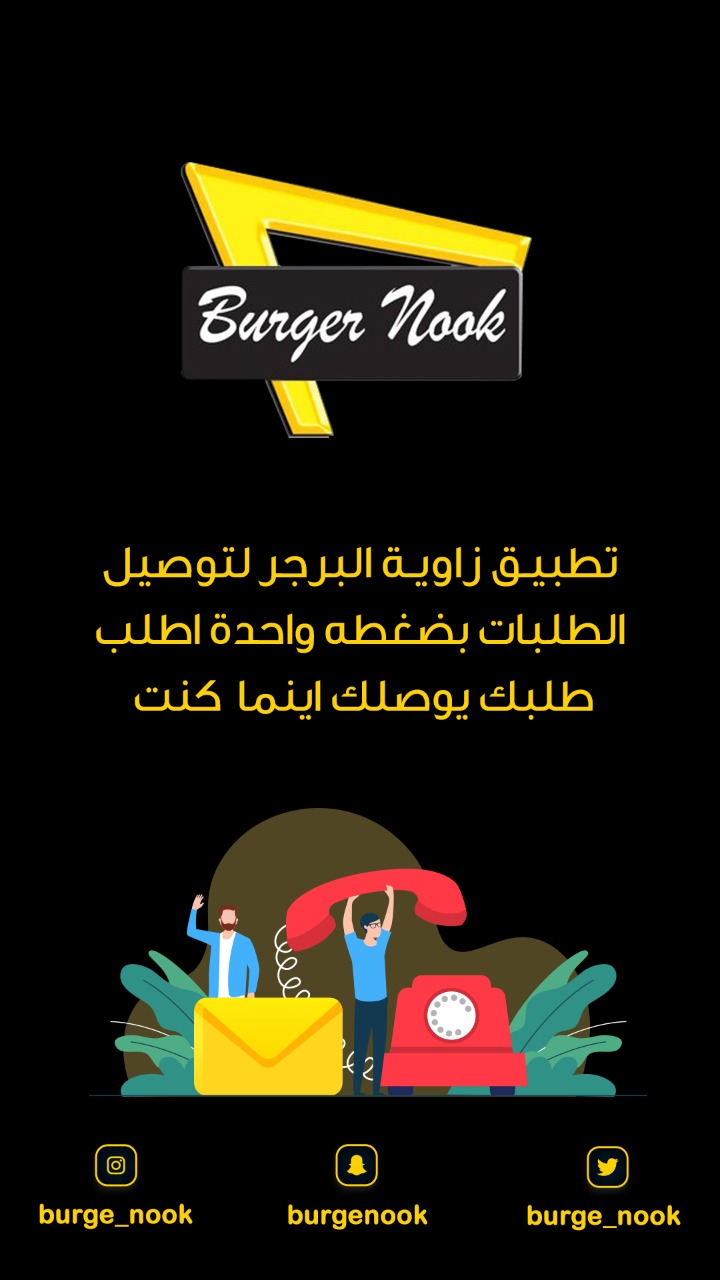 Burger Nook
تطبيق زاوية البرجر لتوصيل
الطلبات بضغطه واحدة اطلب
طلبك يوصلك اينما كنت
burge_nook
burgenook
burge_nook